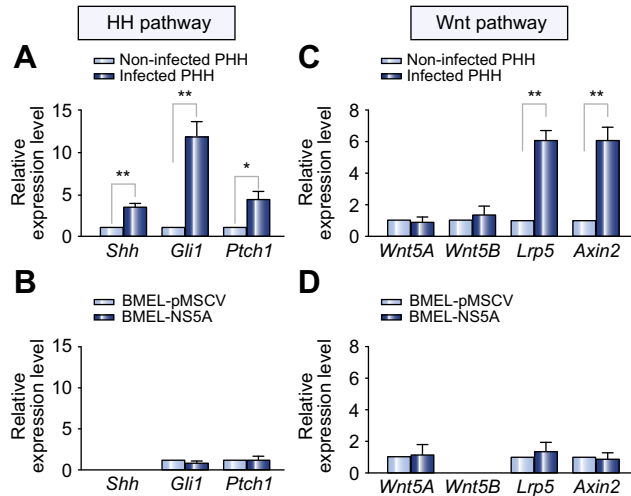 HH pathway
Wnt pathway
A
Non-infected PHH
Infected PHH
Relative
expression level
15
10
5
0
**
**
*
Shh
Gli1
Ptch1
C
Non-infected PHH
Infected PHH
Relative
expression level
8
6
4
2
0
**
**
Wnt5A
Wnt5B
Lrp5
Axin2
B
BMEL-pMSCV
BMEL-NS5A
Relative
expression level
15
10
5
0
Shh
Gli1
Ptch1
D
BMEL-pMSCV
BMEL-NS5A
Relative
expression level
8
6
4
2
0
Wnt5A
Wnt5B
Lrp5
Axin2